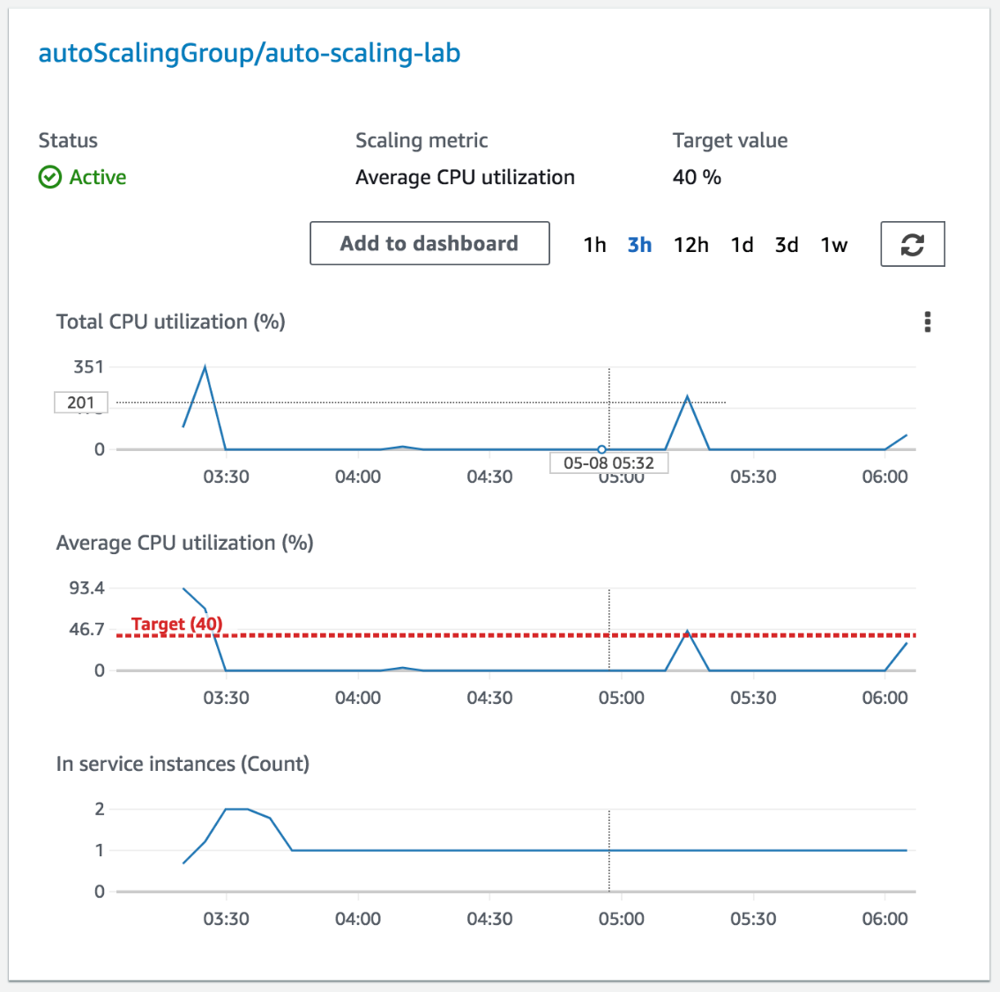 autoScalingGroup/auto-scaling-lab
Status Scaling metric Target value
Active Average CPU utilization 40 %
Add to dashboard 1h 3h 12h 1d 3d 1w
Total CPU utilization (%)
351
201
0
05-08 05:32
03:30 04:00 04:30 05:00 05:30 06:00
Average CPU utilization (%)
93.4
Target (40)
46.7
0
03:30 04:00 04:30 05:00 05:30 06:00
In service instances (Count)
2
1
0
03:30 04:00 04:30 05:00 05:30 06:00